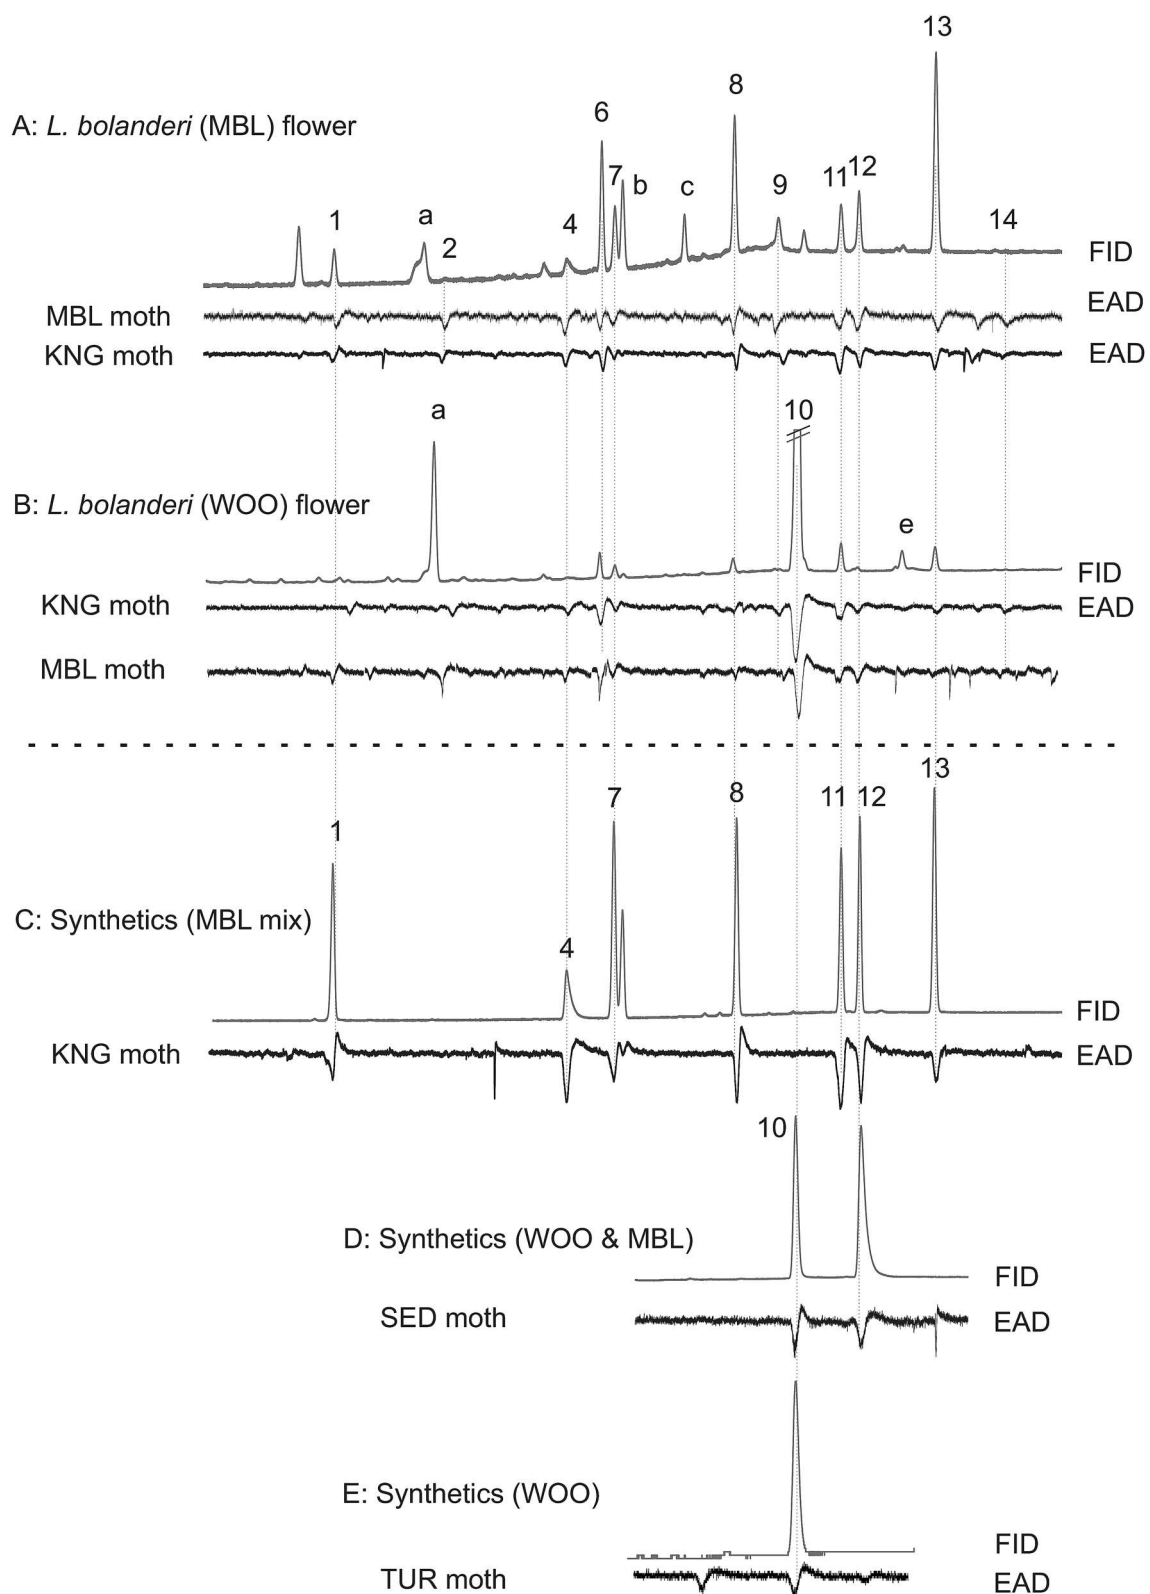 13
8
6
A: L. bolanderi (MBL) flower
7 b c 9 11 12
1 a 2 4 14
FID
EAD
MBL moth
KNG moth EAD
a 10
B: L. bolanderi (WOO) flower
e
FID
KNG moth EAD
MBL moth
13
7 8 11 12
1
C: Synthetics (MBL mix)
4
FID
KNG moth EAD
10
D: Synthetics (WOO & MBL)
FID
SED moth EAD
E: Synthetics (WOO)
FID
TUR moth EAD